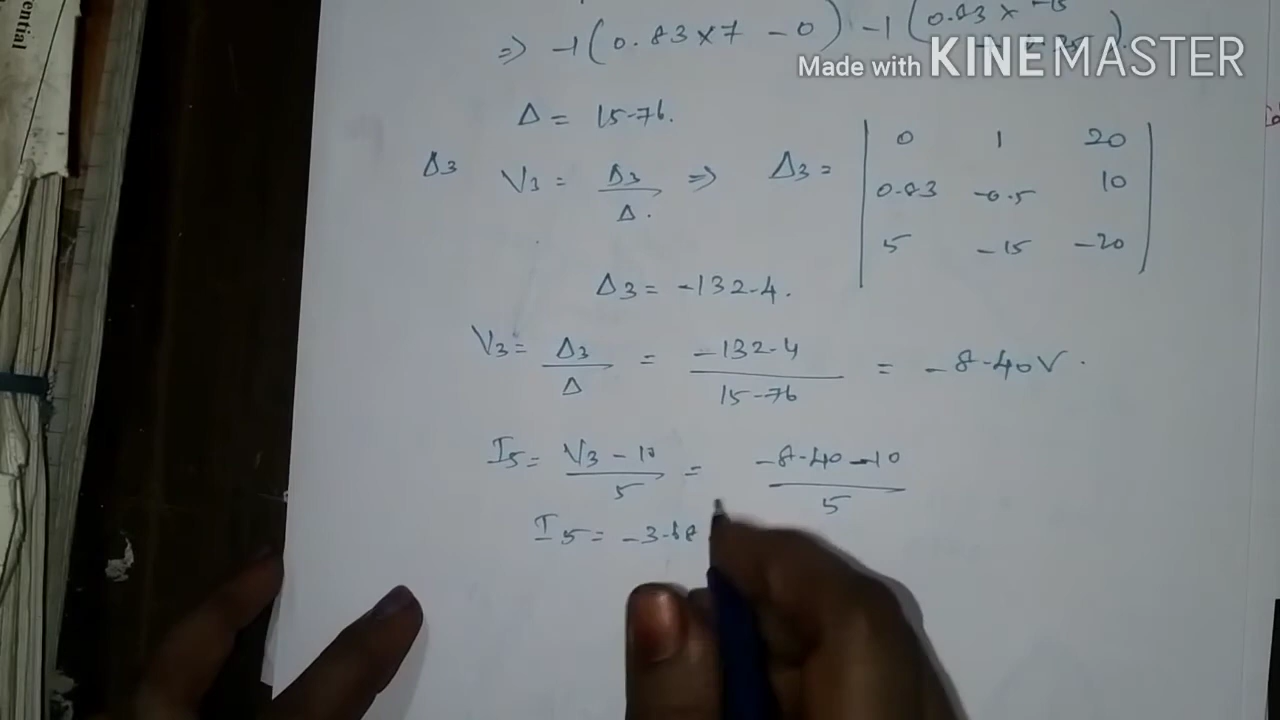 ential
⇒ -1(0.83×7 - 0) -1(0.83× -15
Made with KINEMASTER
Δ = 15.76.
Δ3 V3 = Δ3/Δ. ⇒ Δ3 = | 0 1 20 |
| 0.83 -0.5 10 |
| 5 -15 -20 |
Δ3 = -132.4.
V3 = Δ3/Δ = -132.4/15.76 = -8.40V.
I5 = V3 - 10/5 = -8.40 - 10/5
I5 = -3.68